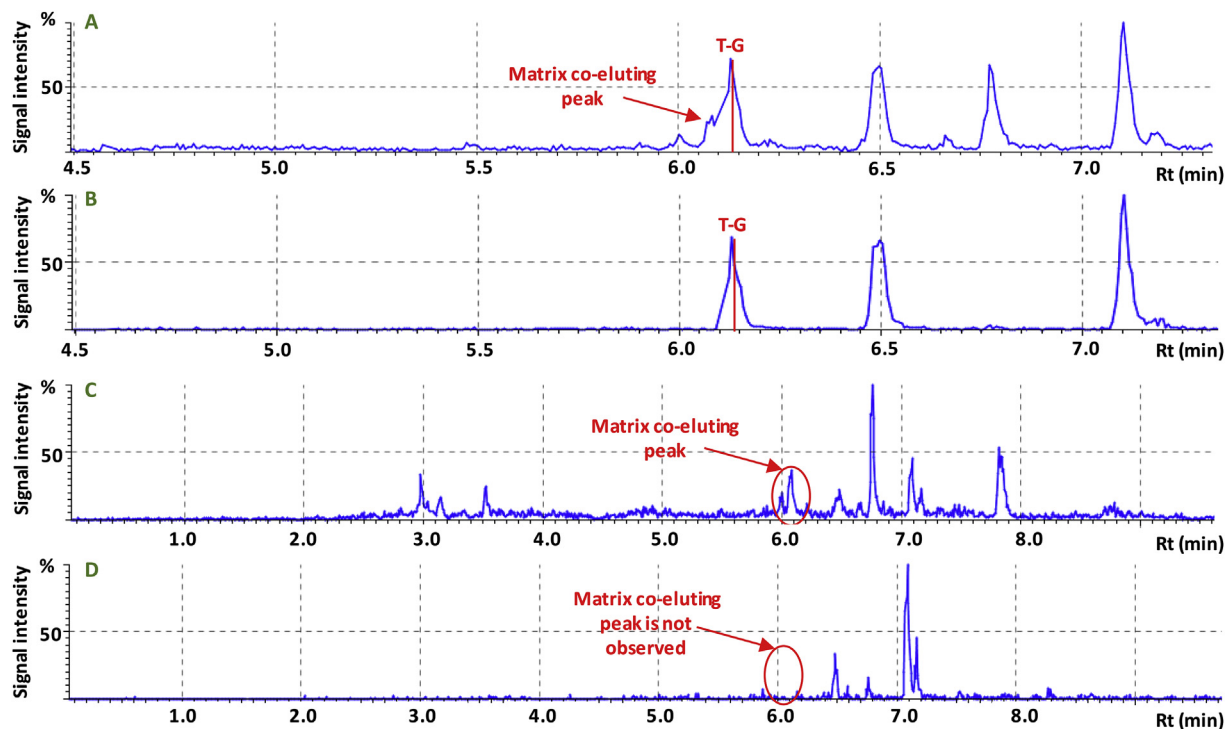 %
A
Signal intensity
50
T-G
Matrix co-eluting
peak
4.5 5.0 5.5 6.0 6.5 7.0
Rt (min)
%
B
Signal intensity
50
T-G
4.5 5.0 5.5 6.0 6.5 7.0
Rt (min)
%
C
Signal intensity
50
Matrix co-eluting
peak
1.0 2.0 3.0 4.0 5.0 6.0 7.0 8.0
Rt (min)
%
D
Signal intensity
50
Matrix co-eluting
peak is not
observed
1.0 2.0 3.0 4.0 5.0 6.0 7.0 8.0
Rt (min)